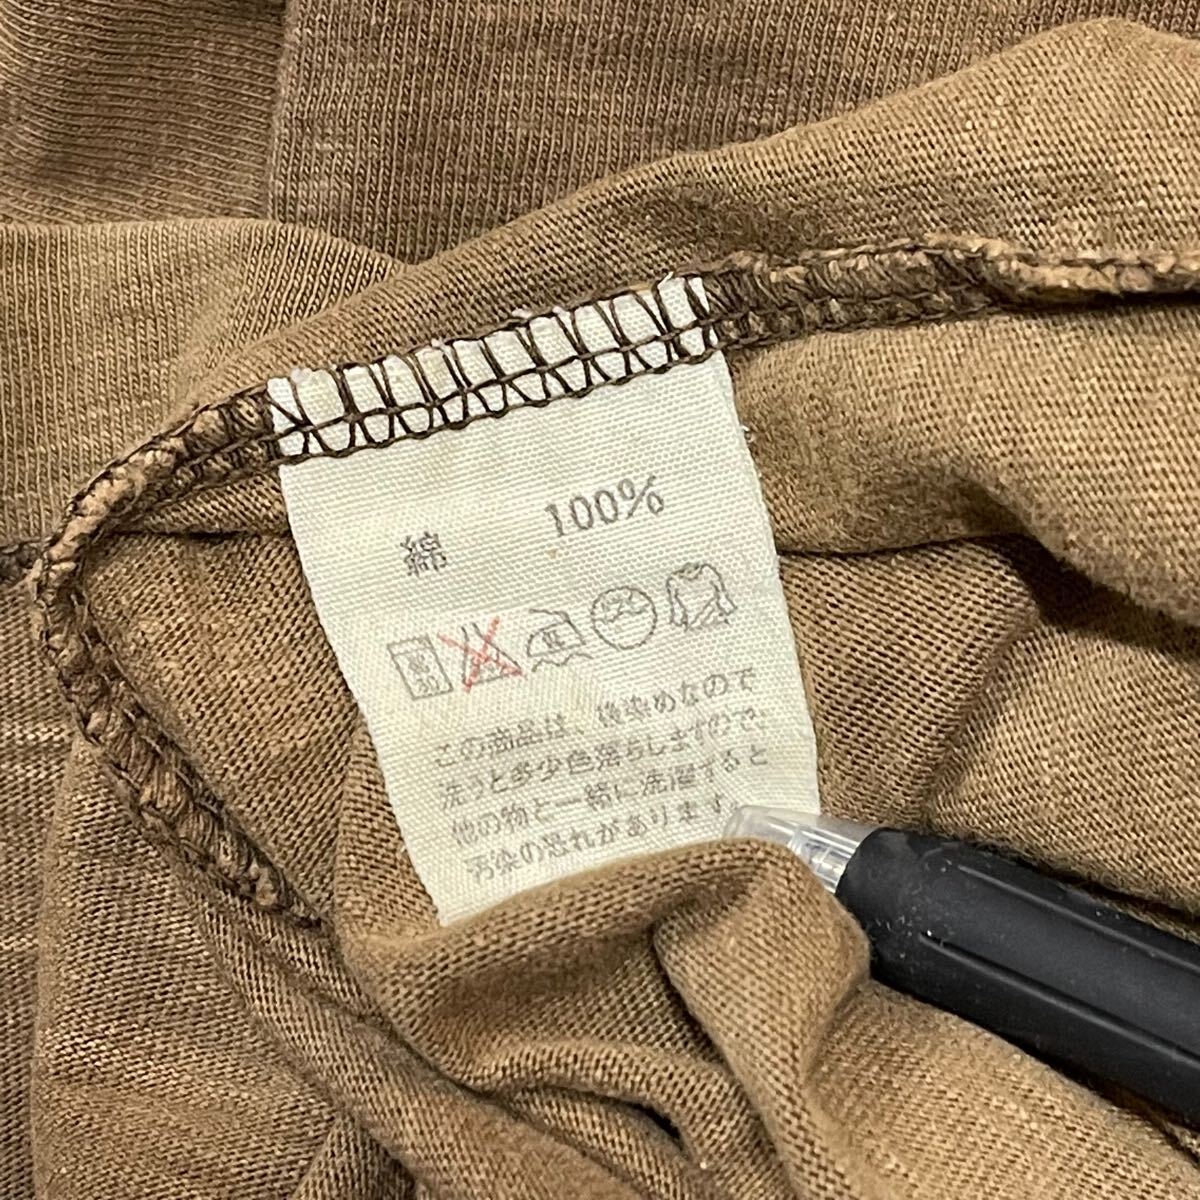 綿 100%
この商品は、後染めなので
洗うと多少色落ちしますので、
他の物と一緒に洗濯すると
汚染の恐れがあります。